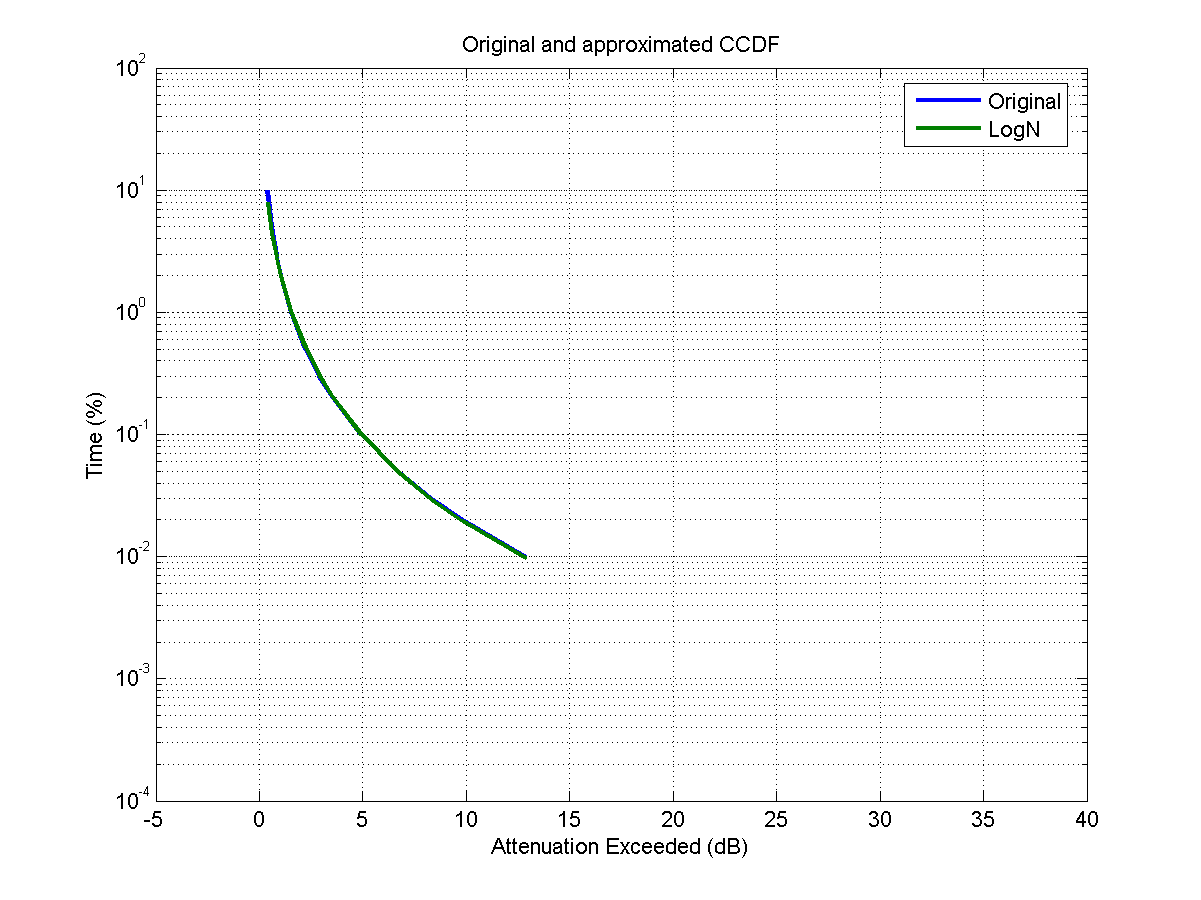 Original and approximated CCDF
Original
LogN
10^2
10^1
10^0
10^-1
10^-2
10^-3
10^-4
Time (%)
-5 0 5 10 15 20 25 30 35 40
Attenuation Exceeded (dB)